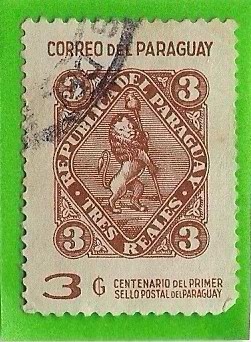 CORREO DEL PARAGUAY
3 3
REPUBLICA DEL PARAGUAY
TRES REALES
3 3
3 ₲ CENTENARIO DEL PRIMER
SELLO POSTAL DEL PARAGUAY